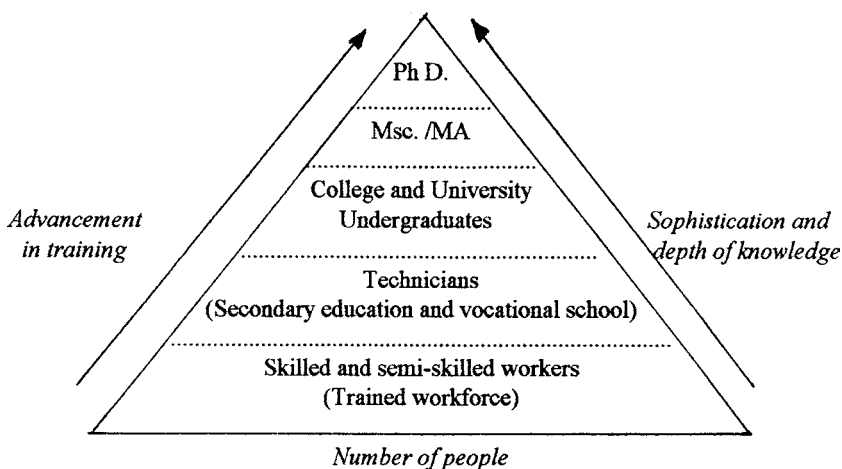 Ph D.
Msc. /MA
College and University
Undergraduates
Advancement
in training
Sophistication and
depth of knowledge
Technicians
(Secondary education and vocational school)
Skilled and semi-skilled workers
(Trained workforce)
Number of people